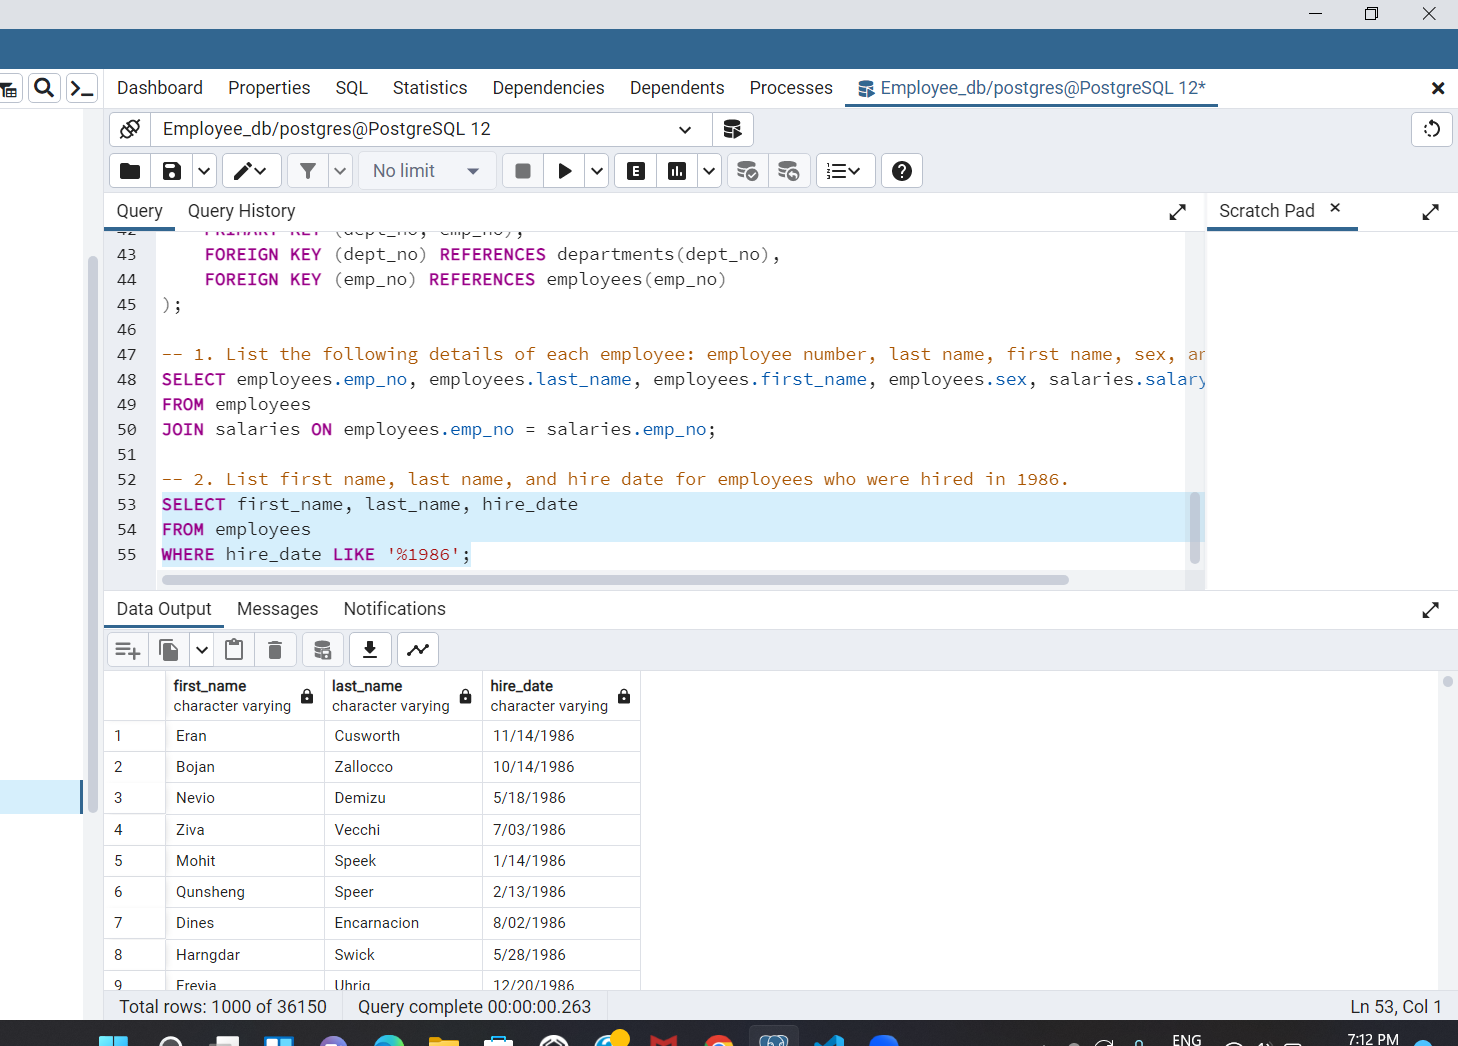 Dashboard Properties SQL Statistics Dependencies Dependents Processes Employee_db/postgres@PostgreSQL 12*
Employee_db/postgres@PostgreSQL 12
No limit E
Query Query History Scratch Pad
42 PRIMARY KEY (dept_no, emp_no),
43 FOREIGN KEY (dept_no) REFERENCES departments(dept_no),
44 FOREIGN KEY (emp_no) REFERENCES employees(emp_no)
45 );
46
47 -- 1. List the following details of each employee: employee number, last name, first name, sex, an
48 SELECT employees.emp_no, employees.last_name, employees.first_name, employees.sex, salaries.salary
49 FROM employees
50 JOIN salaries ON employees.emp_no = salaries.emp_no;
51
52 -- 2. List first name, last name, and hire date for employees who were hired in 1986.
53 SELECT first_name, last_name, hire_date
54 FROM employees
55 WHERE hire_date LIKE '%1986';
Data Output Messages Notifications
first_name last_name hire_date
character varying character varying character varying
1 Eran Cusworth 11/14/1986
2 Bojan Zallocco 10/14/1986
3 Nevio Demizu 5/18/1986
4 Ziva Vecchi 7/03/1986
5 Mohit Speek 1/14/1986
6 Qunsheng Speer 2/13/1986
7 Dines Encarnacion 8/02/1986
8 Harngdar Swick 5/28/1986
9 Freyja Uhrig 12/20/1986
Total rows: 1000 of 36150 Query complete 00:00:00.263 Ln 53, Col 1
ENG 7:12 PM